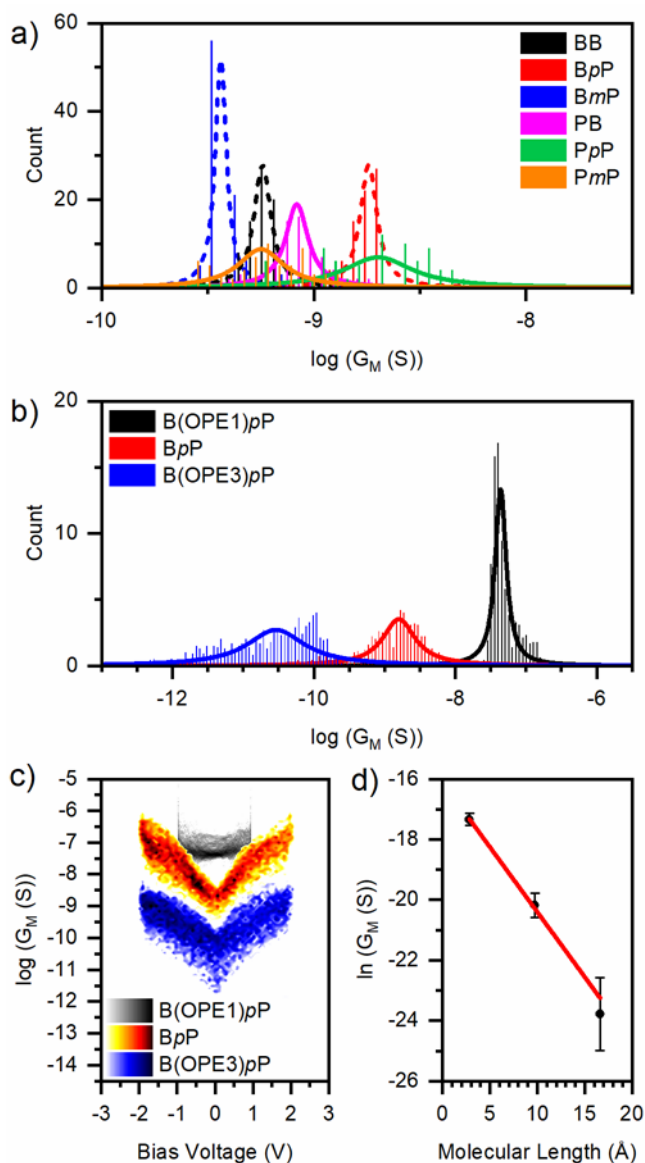 a)
60
40
20
0
Count
BB
BpP
BmP
PB
PpP
PmP
-10
-9
-8
log (G_M (S))
b)
20
10
0
Count
B(OPE1)pP
BpP
B(OPE3)pP
-12
-10
-8
-6
log (G_M (S))
c)
-5
-6
-7
-8
-9
-10
-11
-12
-13
-14
log (G_M (S))
B(OPE1)pP
BpP
B(OPE3)pP
-3
-2
-1
0
1
2
3
Bias Voltage (V)
d)
-16
-18
-20
-22
-24
-26
ln (G_M (S))
0
5
10
15
20
Molecular Length (Å)